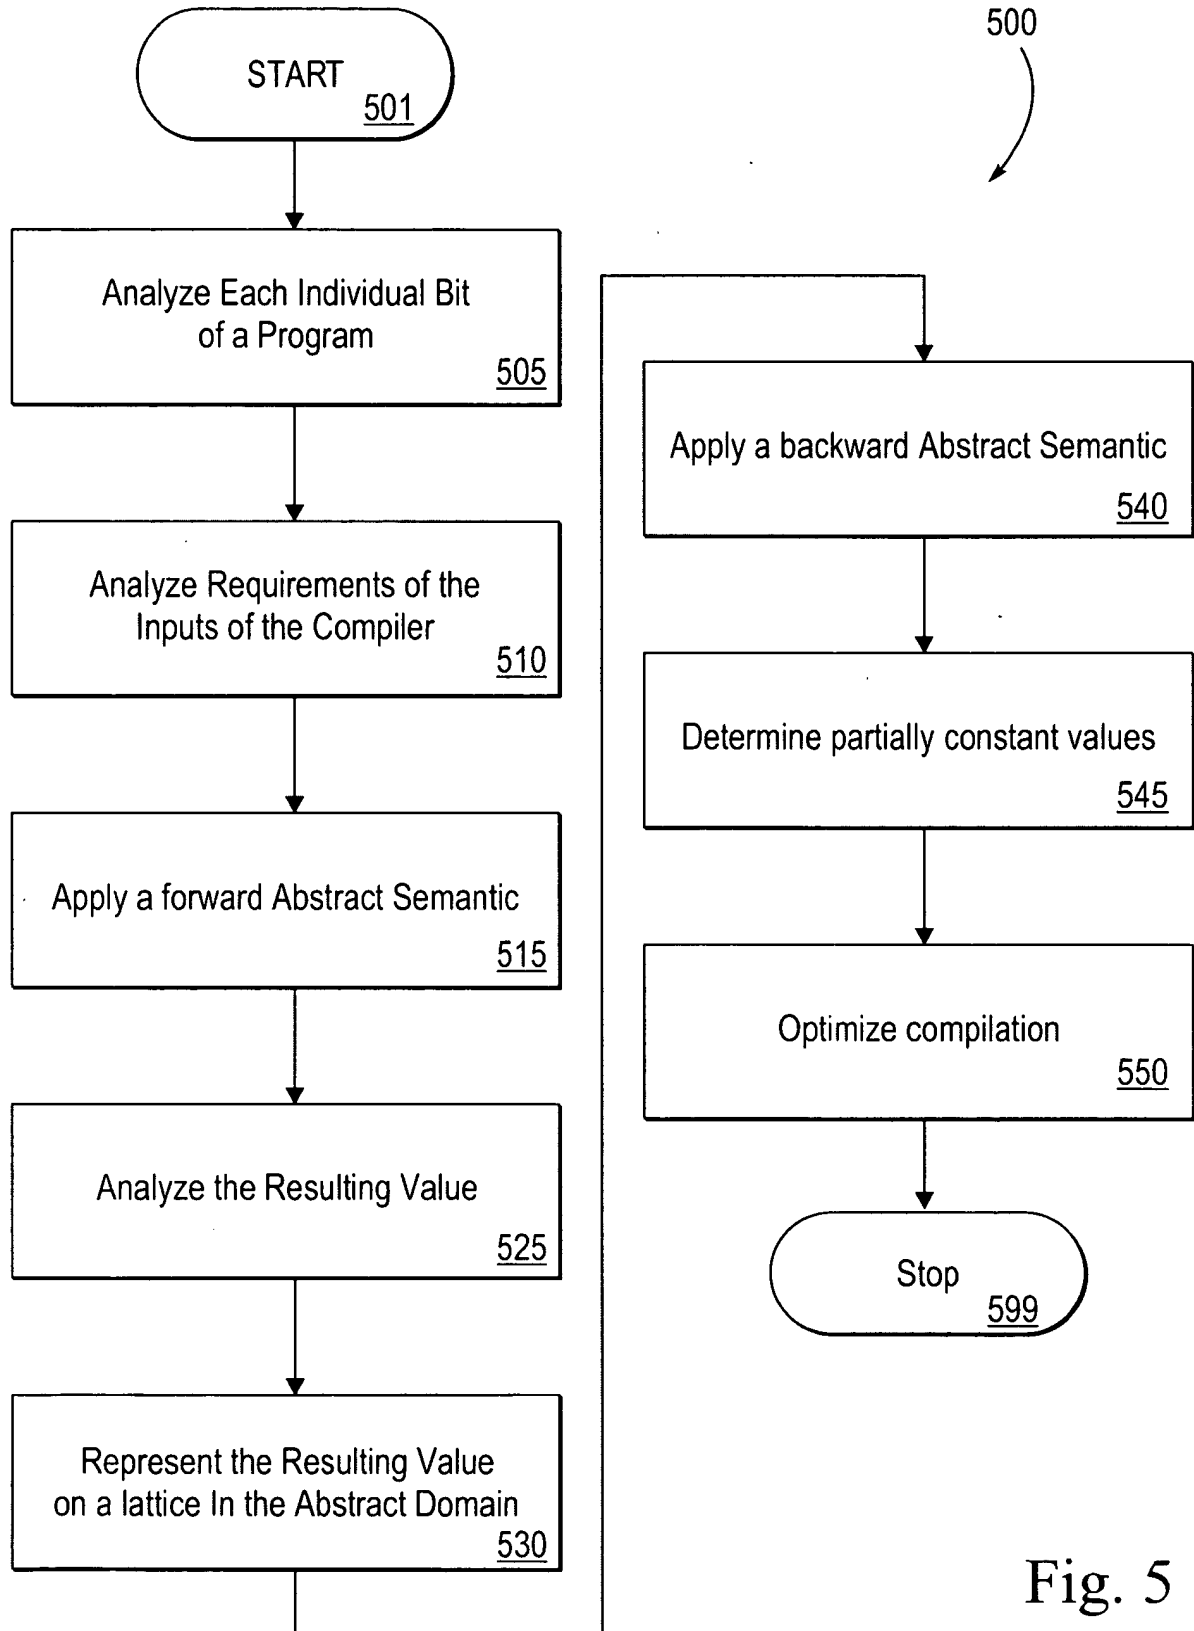 START
501
Analyze Each Individual Bit
of a Program
505
Analyze Requirements of the
Inputs of the Compiler
510
Apply a forward Abstract Semantic
515
Analyze the Resulting Value
525
Represent the Resulting Value
on a lattice In the Abstract Domain
530
500
Apply a backward Abstract Semantic
540
Determine partially constant values
545
Optimize compilation
550
Stop
599
Fig. 5